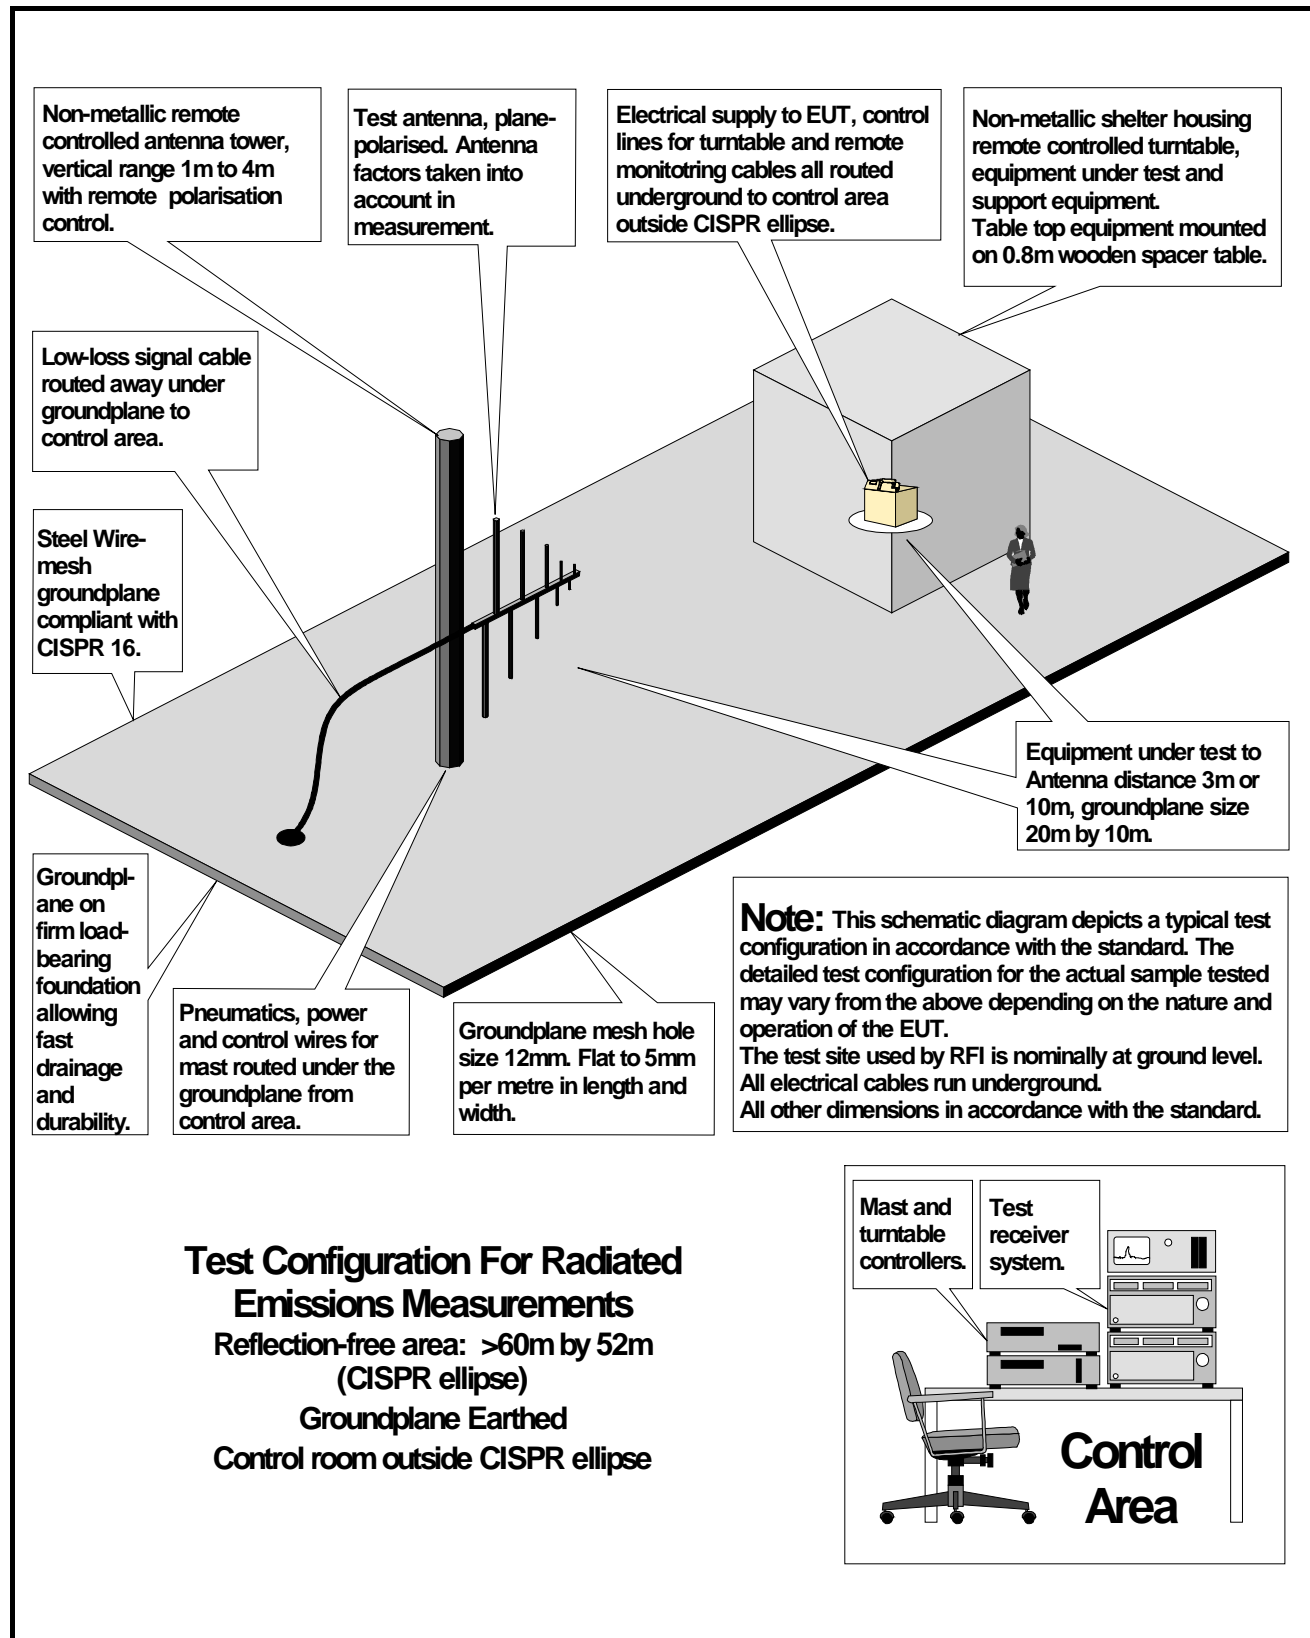 Non-metallic remote
controlled antenna tower,
vertical range 1m to 4m
with remote polarisation
control.
Test antenna, plane-
polarised. Antenna
factors taken into
account in
measurement.
Electrical supply to EUT, control
lines for turntable and remote
monitotring cables all routed
underground to control area
outside CISPR ellipse.
Non-metallic shelter housing
remote controlled turntable,
equipment under test and
support equipment.
Table top equipment mounted
on 0.8m wooden spacer table.
Low-loss signal cable
routed away under
groundplane to
control area.
Steel Wire-
mesh
groundplane
compliant with
CISPR 16.
Equipment under test to
Antenna distance 3m or
10m, groundplane size
20m by 10m.
Groundpl-
ane on
firm load-
bearing
foundation
allowing
fast
drainage
and
durability.
Pneumatics, power
and control wires for
mast routed under the
groundplane from
control area.
Groundplane mesh hole
size 12mm. Flat to 5mm
per metre in length and
width.
Note: This schematic diagram depicts a typical test
configuration in accordance with the standard. The
detailed test configuration for the actual sample tested
may vary from the above depending on the nature and
operation of the EUT.
The test site used by RFI is nominally at ground level.
All electrical cables run underground.
All other dimensions in accordance with the standard.
Test Configuration For Radiated
Emissions Measurements
Reflection-free area: >60m by 52m
(CISPR ellipse)
Groundplane Earthed
Control room outside CISPR ellipse
Mast and
turntable
controllers.
Test
receiver
system.
Control
Area